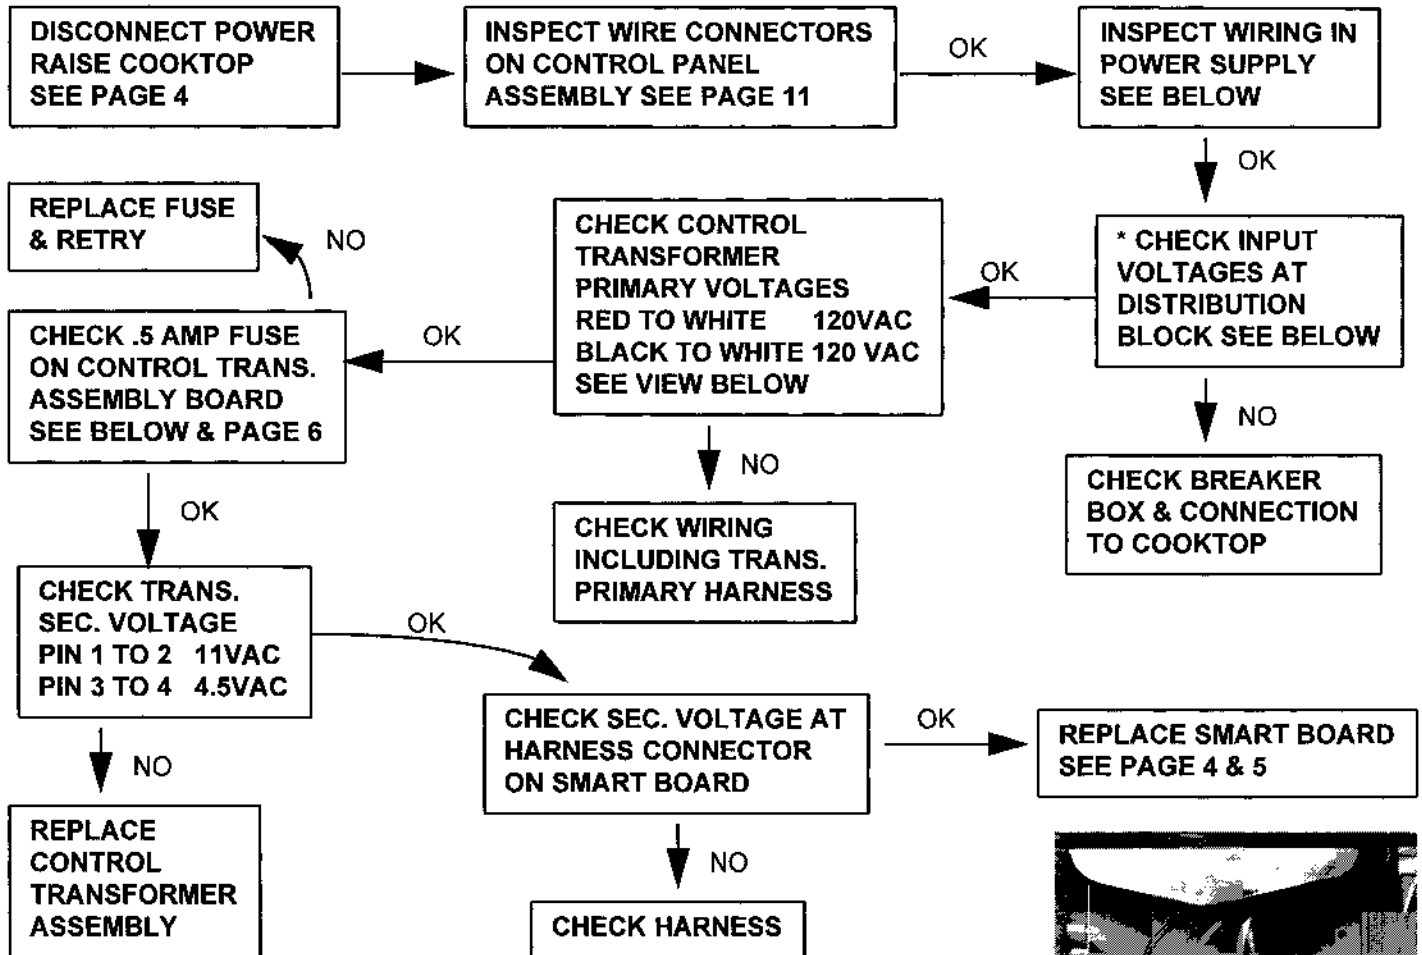 DISCONNECT POWER
RAISE COOKTOP
SEE PAGE 4
INSPECT WIRE CONNECTORS
ON CONTROL PANEL
ASSEMBLY SEE PAGE 11
OK
INSPECT WIRING IN
POWER SUPPLY
SEE BELOW
OK
* CHECK INPUT
VOLTAGES AT
DISTRIBUTION
BLOCK SEE BELOW
NO
CHECK BREAKER
BOX & CONNECTION
TO COOKTOP
OK
CHECK CONTROL
TRANSFORMER
PRIMARY VOLTAGES
RED TO WHITE 120VAC
BLACK TO WHITE 120 VAC
SEE VIEW BELOW
NO
CHECK WIRING
INCLUDING TRANS.
PRIMARY HARNESS
OK
CHECK .5 AMP FUSE
ON CONTROL TRANS.
ASSEMBLY BOARD
SEE BELOW & PAGE 6
NO
REPLACE FUSE
& RETRY
OK
CHECK TRANS.
SEC. VOLTAGE
PIN 1 TO 2 11VAC
PIN 3 TO 4 4.5VAC
NO
REPLACE
CONTROL
TRANSFORMER
ASSEMBLY
OK
CHECK SEC. VOLTAGE AT
HARNESS CONNECTOR
ON SMART BOARD
NO
CHECK HARNESS
OK
REPLACE SMART BOARD
SEE PAGE 4 & 5